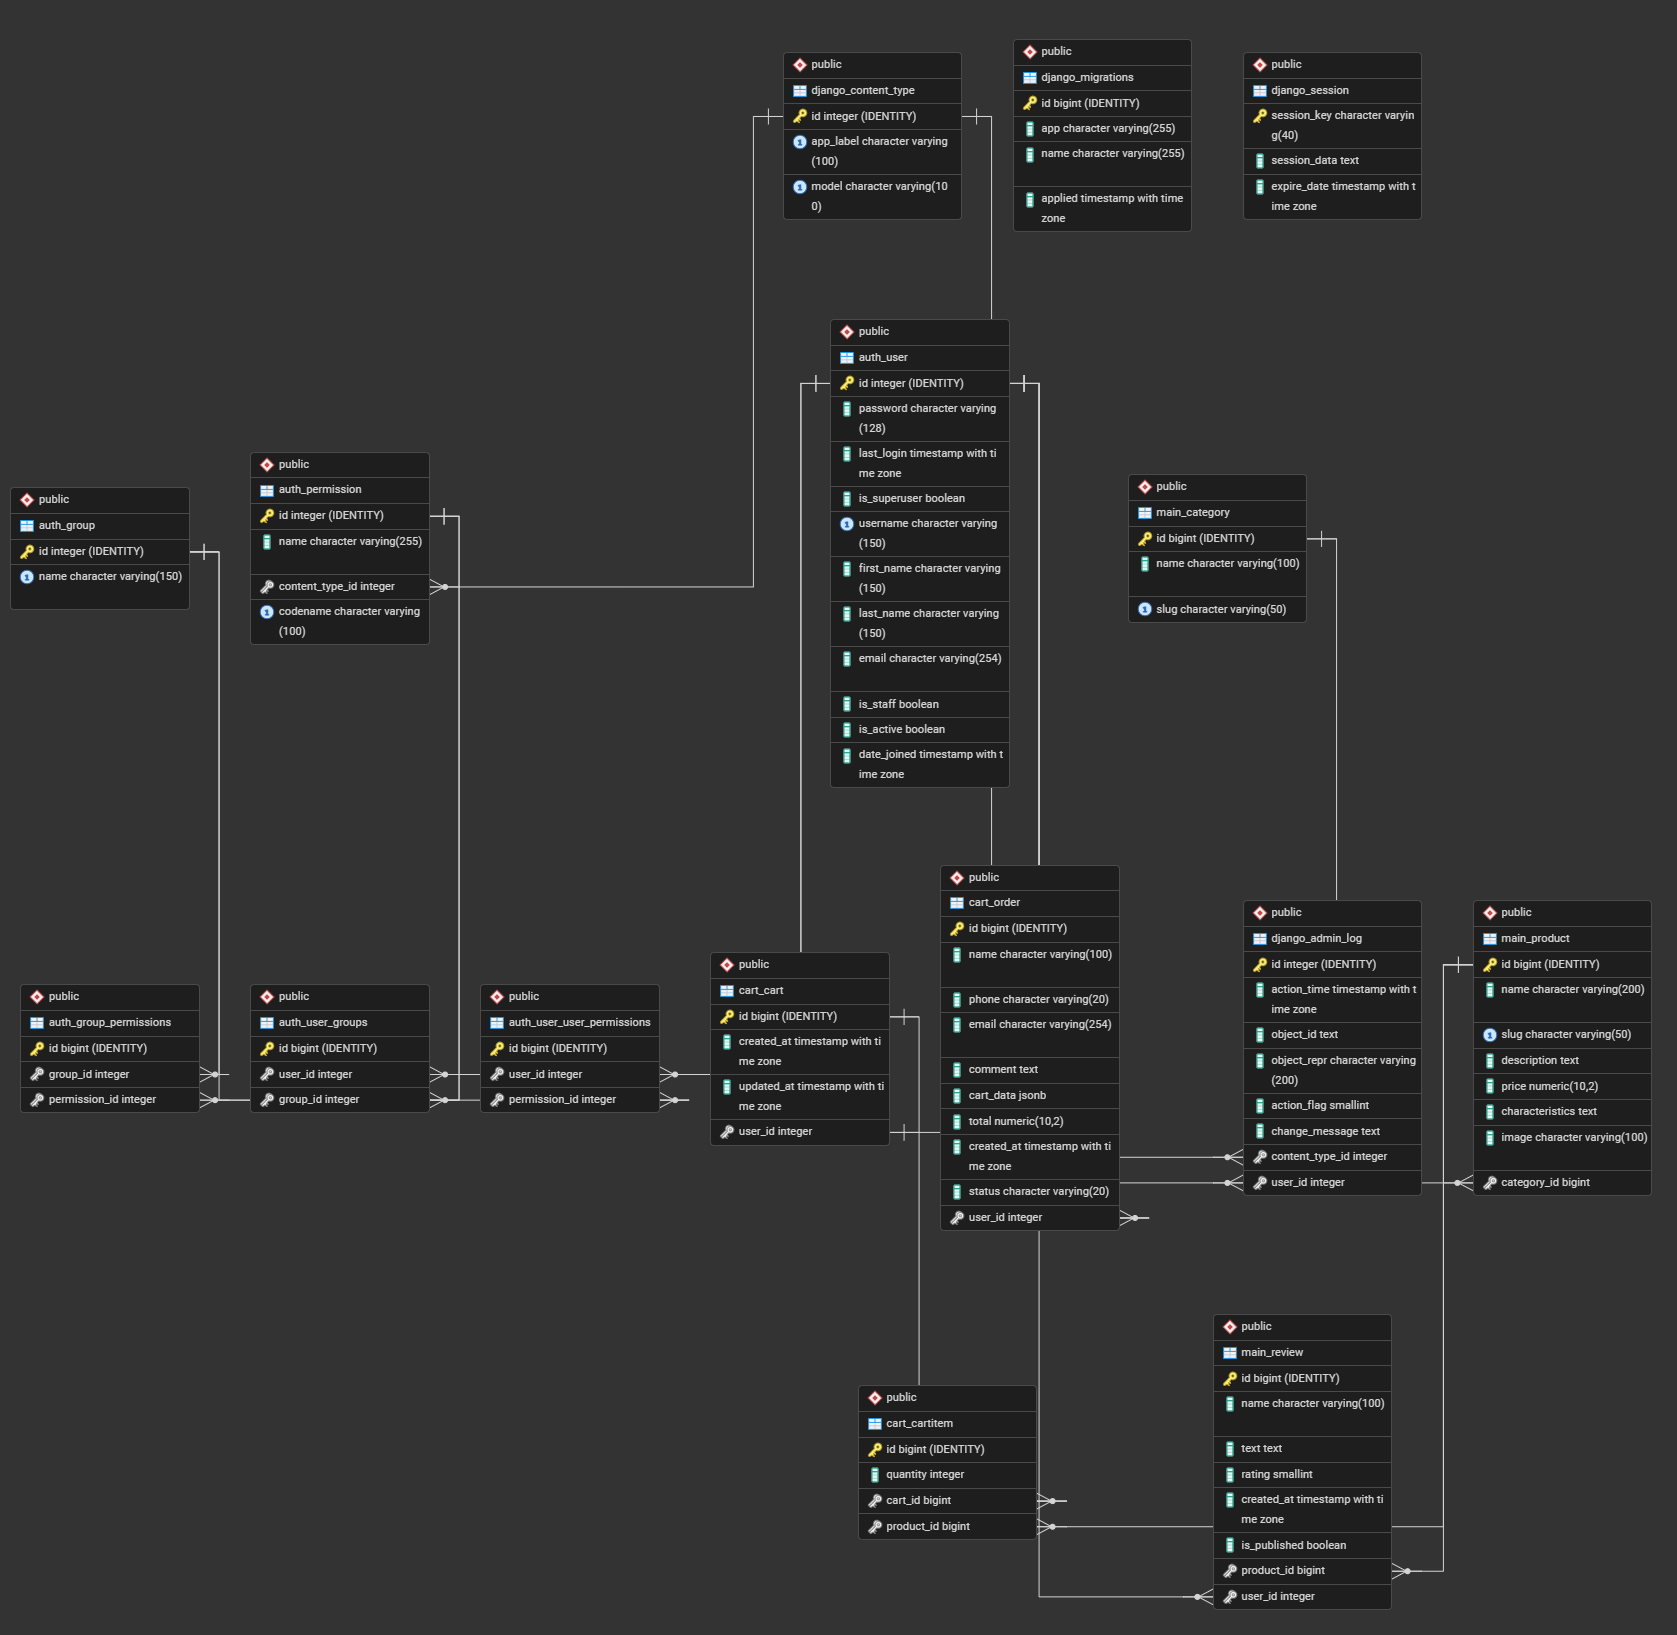 public
django_content_type
id integer (IDENTITY)
app_label character varying
(100)
model character varying(10
0)
public
django_migrations
id bigint (IDENTITY)
app character varying(255)
name character varying(255)
applied timestamp with time
zone
public
django_session
session_key character varyin
g(40)
session_data text
expire_date timestamp with t
ime zone
public
auth_user
id integer (IDENTITY)
password character varying
(128)
last_login timestamp with ti
me zone
is_superuser boolean
username character varying
(150)
first_name character varying
(150)
last_name character varying
(150)
email character varying(254)
is_staff boolean
is_active boolean
date_joined timestamp with t
ime zone
public
auth_group
id integer (IDENTITY)
name character varying(150)
public
auth_permission
id integer (IDENTITY)
name character varying(255)
content_type_id integer
codename character varying
(100)
public
main_category
id bigint (IDENTITY)
name character varying(100)
slug character varying(50)
public
auth_group_permissions
id bigint (IDENTITY)
group_id integer
permission_id integer
public
auth_user_groups
id bigint (IDENTITY)
user_id integer
group_id integer
public
auth_user_user_permissions
id bigint (IDENTITY)
user_id integer
permission_id integer
public
cart_cart
id bigint (IDENTITY)
created_at timestamp with ti
me zone
updated_at timestamp with ti
me zone
user_id integer
public
cart_order
id bigint (IDENTITY)
name character varying(100)
phone character varying(20)
email character varying(254)
comment text
cart_data jsonb
total numeric(10,2)
created_at timestamp with ti
me zone
status character varying(20)
user_id integer
public
django_admin_log
id integer (IDENTITY)
action_time timestamp with t
ime zone
object_id text
object_repr character varying
(200)
action_flag smallint
change_message text
content_type_id integer
user_id integer
public
main_product
id bigint (IDENTITY)
name character varying(200)
slug character varying(50)
description text
price numeric(10,2)
characteristics text
image character varying(100)
category_id bigint
public
cart_cartitem
id bigint (IDENTITY)
quantity integer
cart_id bigint
product_id bigint
public
main_review
id bigint (IDENTITY)
name character varying(100)
text text
rating smallint
created_at timestamp with ti
me zone
is_published boolean
product_id bigint
user_id integer